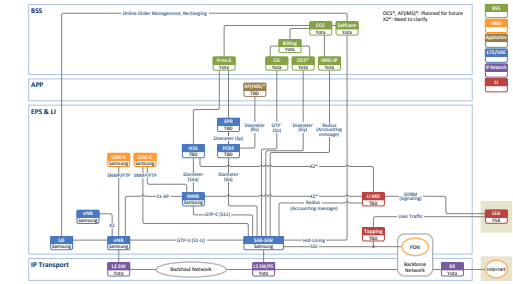 BSS
Online Order Management, Recharging
CCC
Yota
Selfcare
Yota
OCS*, AF(IMS)*: Planned for future
X2*: Need to clarify
BSS
EMS
Application
LTE/SAE
IP Network
LI
Billing
Yota
Prov.S
Yota
CG
Yota
OCS*
Yota
IMSI-IP
Yota
APP
AF(IMS)*
TBD
EPS & LI
SPR
TBD
Diameter
(Rx)
GTP'
(Gz)
Diameter
(Gy)
Radius
(Accounting
message)
Diameter (Sp)
HSS
TBD
PCRF
TBD
LSM-R
Samsung
LSM-C
Samsung
X2*
SNMP/FTP
SNMP/FTP
Diameter
(S6a)
Diameter
(Gx)
S1-AP
MME
Samsung
X2*
LI MD
TBD
SORM
(Signaling)
Radius
(Accounting message)
eNB
Samsung
GTP-C (S11)
User Traffic
LEA
FSB
X2
Tapping
TBD
UE
Samsung
eNB
Samsung
GTP-U (S1-U)
SAE-GW
Samsung
Hot-Lining
SGi
PDN
IP Transport
L2 SW
Yota
Backhaul Network
L2 SW/PE
Yota
Backbone
Network
BR
Yota
Internet